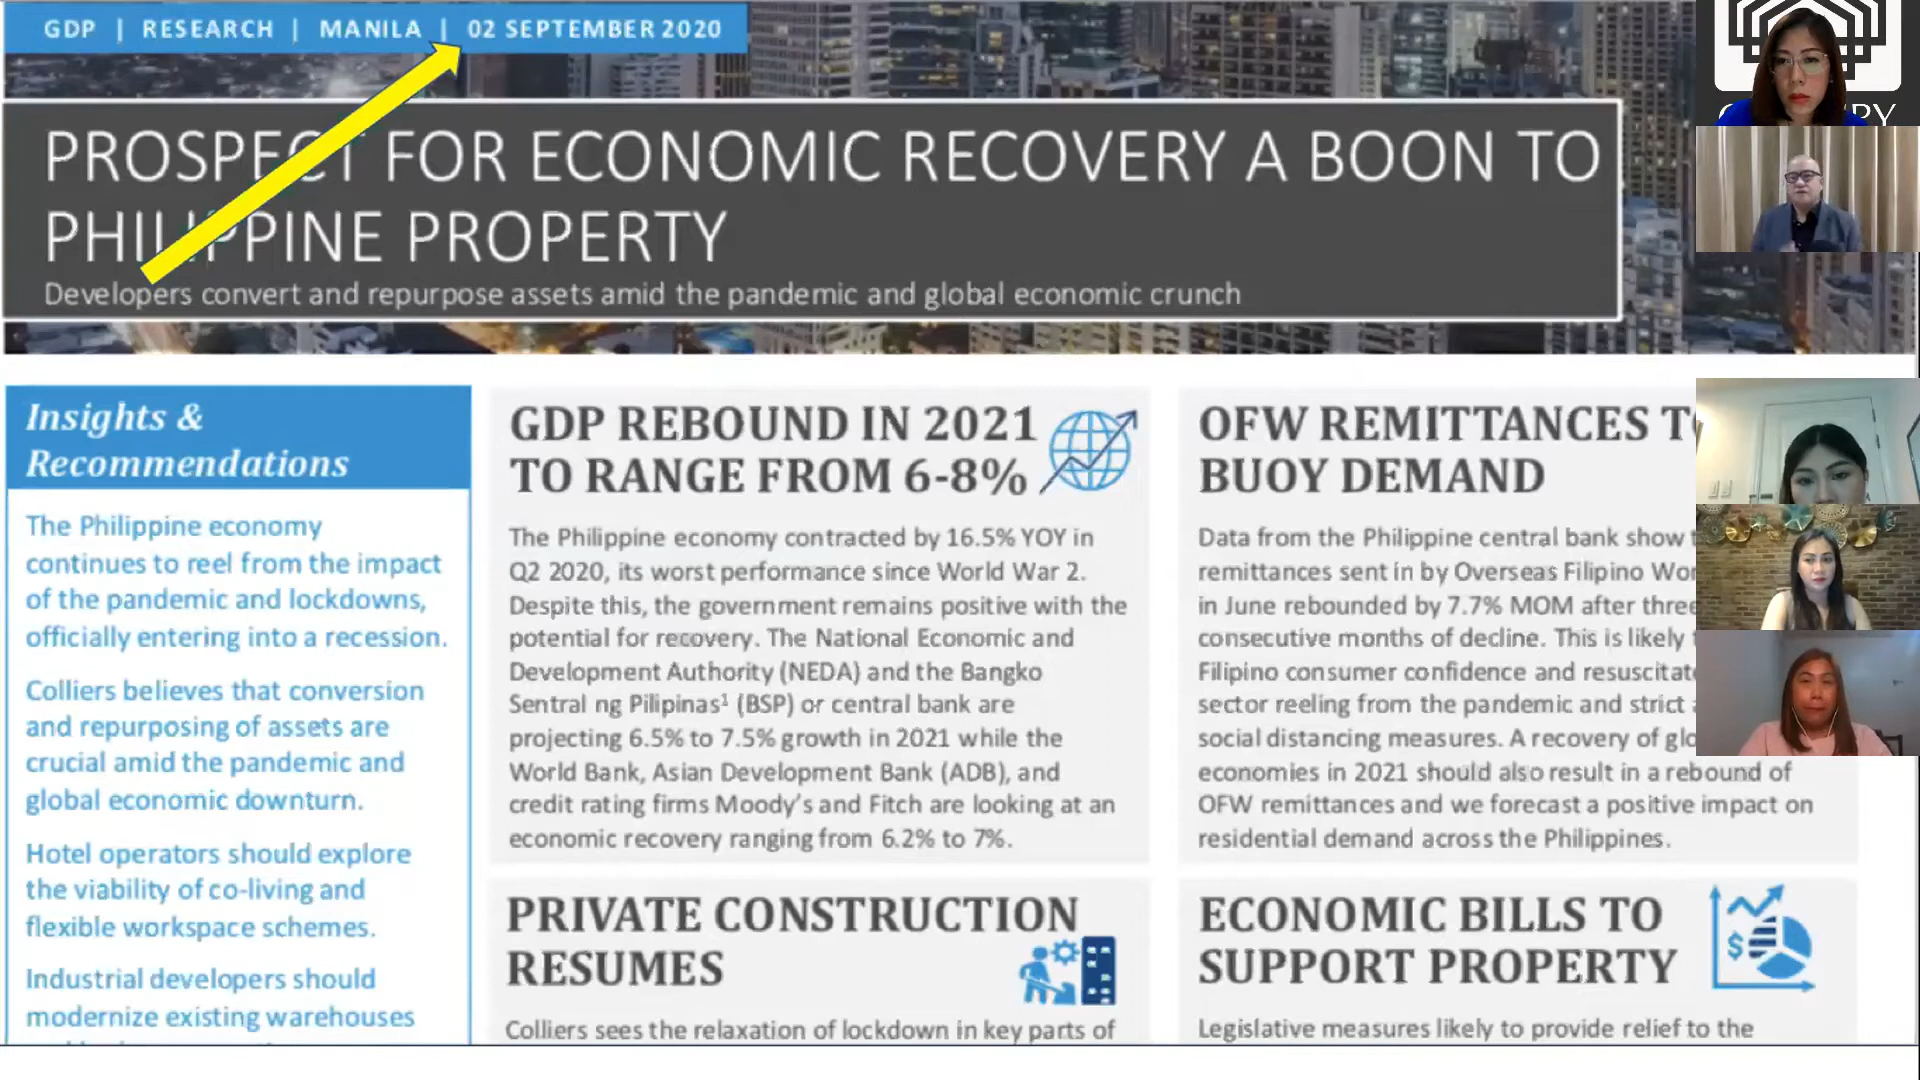 GDP | RESEARCH | MANILA | 02 SEPTEMBER 2020
PROSPECT FOR ECONOMIC RECOVERY A BOON TO
PHILIPPINE PROPERTY
Developers convert and repurpose assets amid the pandemic and global economic crunch
Insights &
Recommendations
The Philippine economy
continues to reel from the impact
of the pandemic and lockdowns,
officially entering into a recession.
Colliers believes that conversion
and repurposing of assets are
crucial amid the pandemic and
global economic downturn.
Hotel operators should explore
the viability of co-living and
flexible workspace schemes.
Industrial developers should
modernize existing warehouses
GDP REBOUND IN 2021
TO RANGE FROM 6-8%
The Philippine economy contracted by 16.5% YOY in
Q2 2020, its worst performance since World War 2.
Despite this, the government remains positive with the
potential for recovery. The National Economic and
Development Authority (NEDA) and the Bangko
Sentral ng Pilipinas¹ (BSP) or central bank are
projecting 6.5% to 7.5% growth in 2021 while the
World Bank, Asian Development Bank (ADB), and
credit rating firms Moody's and Fitch are looking at an
economic recovery ranging from 6.2% to 7%.
OFW REMITTANCES
BUOY DEMAND
Data from the Philippine central bank show
remittances sent in by Overseas Filipino
in June rebounded by 7.7% MOM after three
consecutive months of decline. This is likely
Filipino consumer confidence and
sector reeling from the pandemic and strict
social distancing measures. A recovery of
economies in 2021 should also result in a rebound of
OFW remittances and we forecast a positive impact on
residential demand across the Philippines.
PRIVATE CONSTRUCTION
RESUMES
Colliers sees the relaxation of lockdown in key parts of
ECONOMIC BILLS TO
SUPPORT PROPERTY
$
Legislative measures likely to provide relief to the